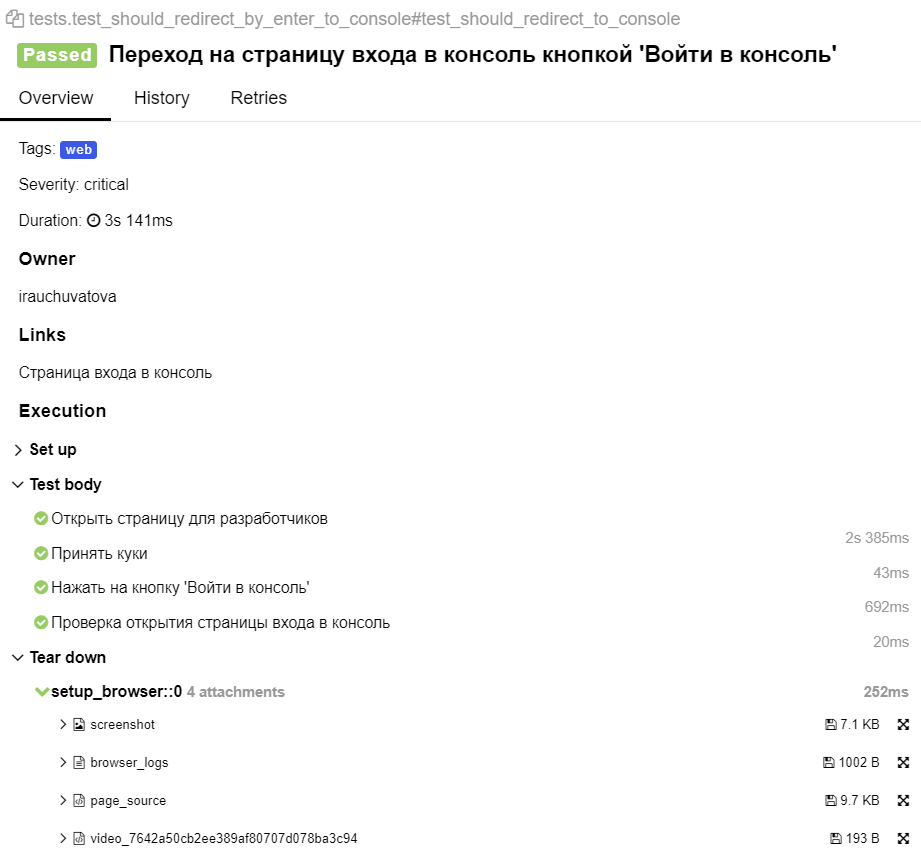 tests.test_should_redirect_by_enter_to_console#test_should_redirect_to_console
Passed Переход на страницу входа в консоль кнопкой 'Войти в консоль'
Overview History Retries
Tags: web
Severity: critical
Duration: 3s 141ms
Owner
irauchuvatova
Links
Страница входа в консоль
Execution
Set up
Test body
Открыть страницу для разработчиков
2s 385ms
Принять куки
43ms
Нажать на кнопку 'Войти в консоль'
692ms
Проверка открытия страницы входа в консоль
20ms
Tear down
setup_browser::0 4 attachments 252ms
screenshot 7.1 KB
browser_logs 1002 B
page_source 9.7 KB
video_7642a50cb2ee389af80707d078ba3c94 193 B